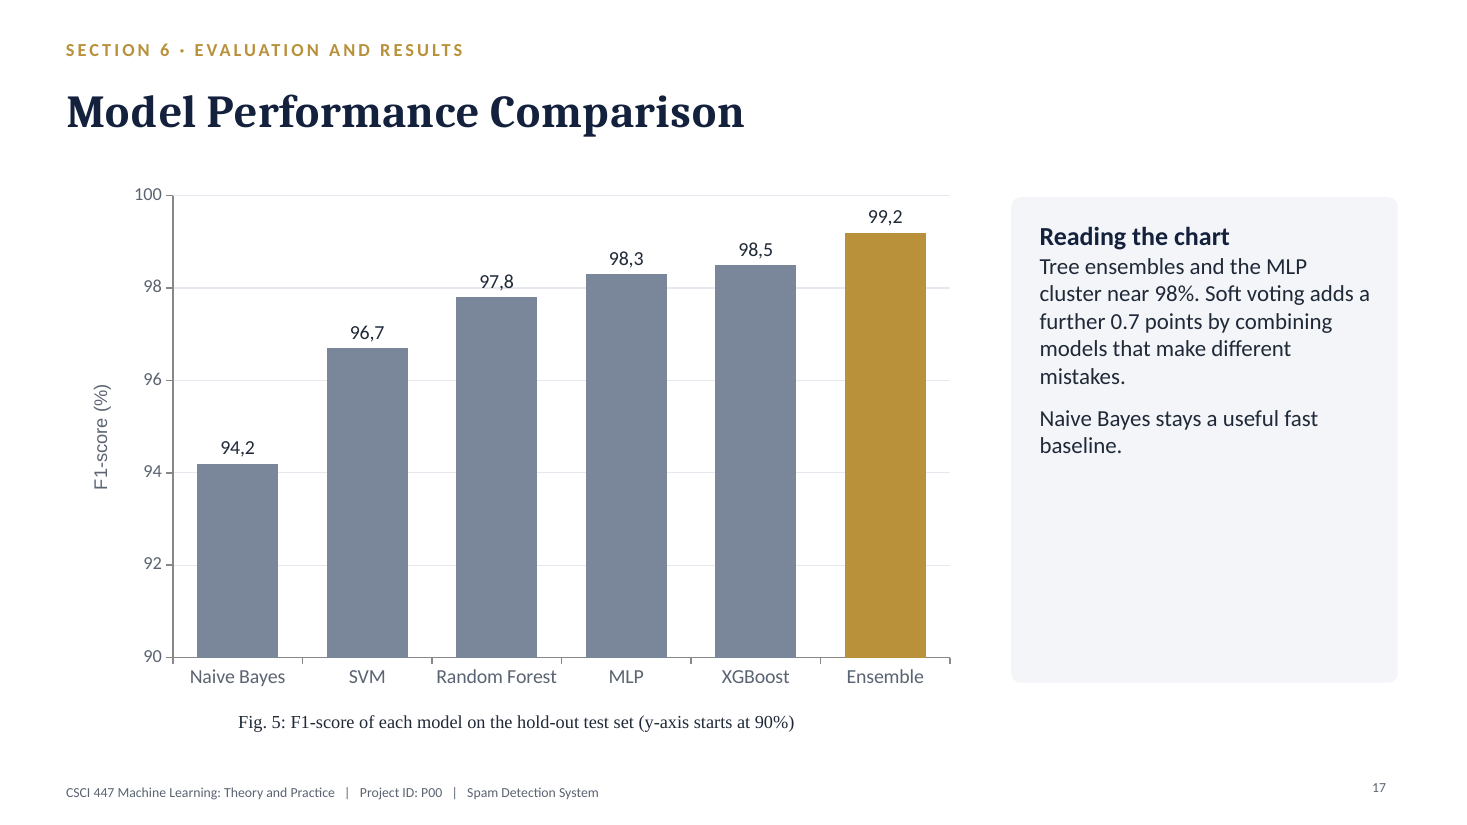 SECTION 6 · EVALUATION AND RESULTS
Model Performance Comparison
100
98
96
94
92
90
F1-score (%)
94,2
96,7
97,8
98,3
98,5
99,2
Naive Bayes
SVM
Random Forest
MLP
XGBoost
Ensemble
Fig. 5: F1-score of each model on the hold-out test set (y-axis starts at 90%)
Reading the chart
Tree ensembles and the MLP
cluster near 98%. Soft voting adds a
further 0.7 points by combining
models that make different
mistakes.
Naive Bayes stays a useful fast
baseline.
CSCI 447 Machine Learning: Theory and Practice | Project ID: P00 | Spam Detection System
17